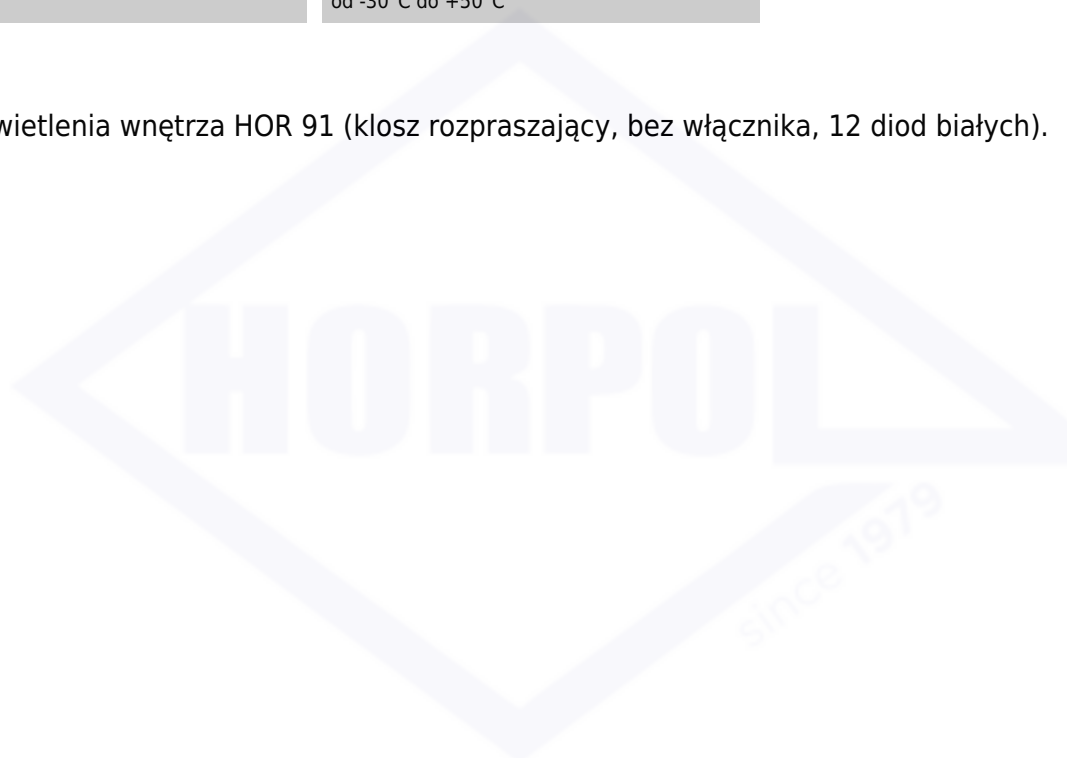 od -30°C do +50°C
wietlenia wnętrza HOR 91 (klosz rozpraszający, bez włącznika, 12 diod białych).
HORPOL
since 1979